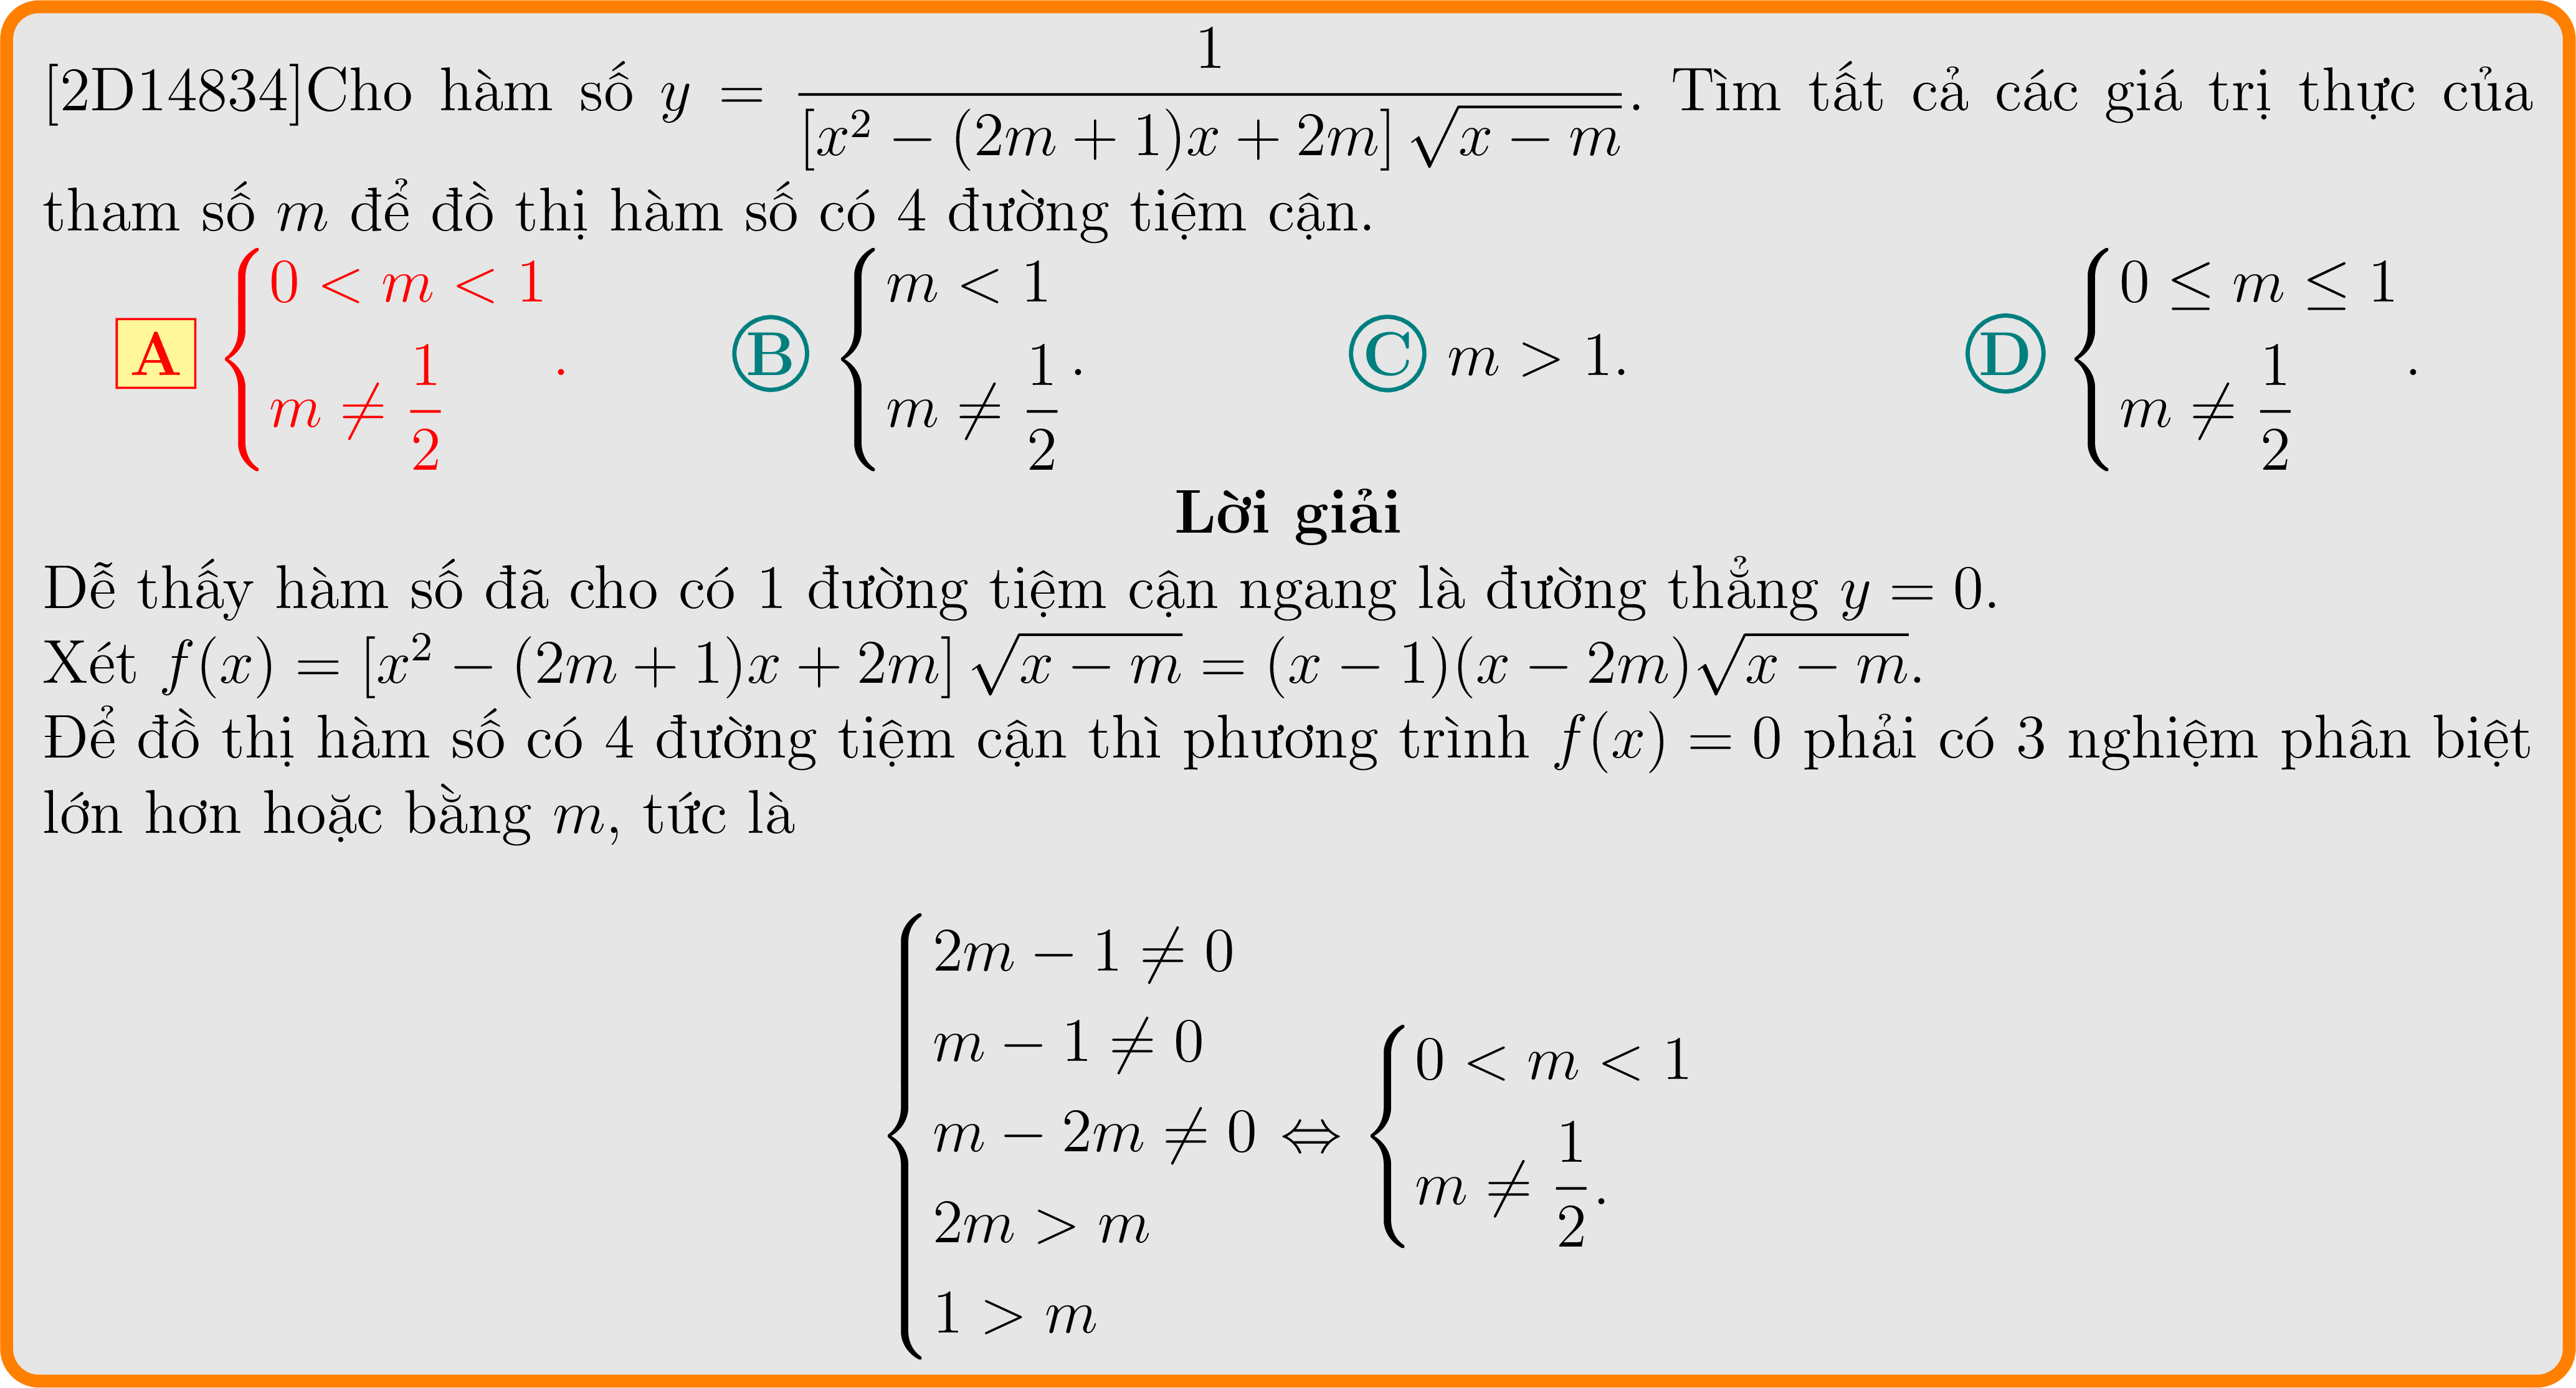 [2D14834]Cho hàm số $y = \dfrac{1}{[x^2 - (2m + 1)x + 2m]\sqrt{x - m}}$. Tìm tất cả các giá trị thực của
tham số $m$ để đồ thị hàm số có 4 đường tiệm cận.
A $\begin{cases} 0 < m < 1 \\ m \neq \dfrac{1}{2} \end{cases}$. B $\begin{cases} m < 1 \\ m \neq \dfrac{1}{2} \end{cases}$. C $m > 1$. D $\begin{cases} 0 \leq m \leq 1 \\ m \neq \dfrac{1}{2} \end{cases}$.
Lời giải
Dễ thấy hàm số đã cho có 1 đường tiệm cận ngang là đường thẳng $y = 0$.
Xét $f(x) = [x^2 - (2m + 1)x + 2m]\sqrt{x - m} = (x - 1)(x - 2m)\sqrt{x - m}$.
Để đồ thị hàm số có 4 đường tiệm cận thì phương trình $f(x) = 0$ phải có 3 nghiệm phân biệt
lớn hơn hoặc bằng $m$, tức là
$\begin{cases} 2m - 1 \neq 0 \\ m - 1 \neq 0 \\ m - 2m \neq 0 \\ 2m > m \\ 1 > m \end{cases} \Leftrightarrow \begin{cases} 0 < m < 1 \\ m \neq \dfrac{1}{2}. \end{cases}$